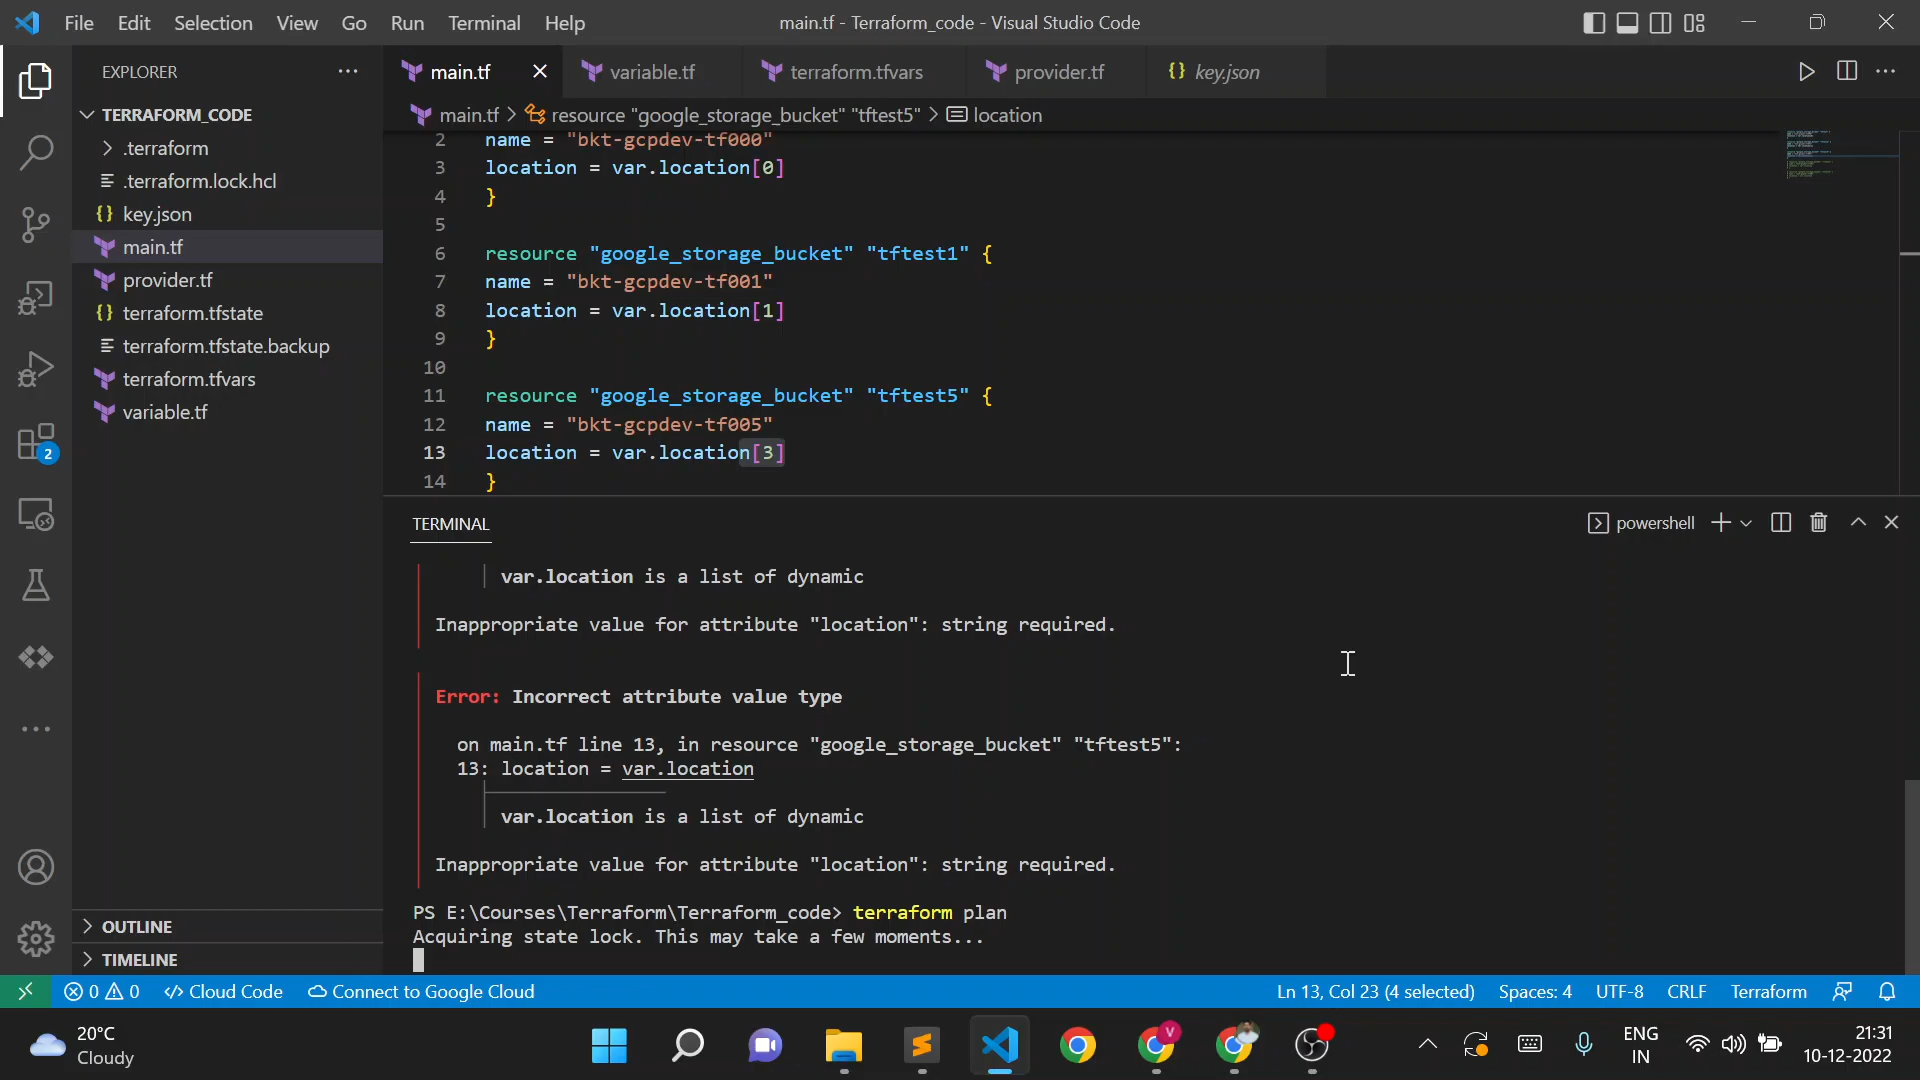 File Edit Selection View Go Run Terminal Help
main.tf - Terraform_code - Visual Studio Code
EXPLORER
TERRAFORM_CODE
.terraform
.terraform.lock.hcl
key.json
main.tf
provider.tf
terraform.tfstate
terraform.tfstate.backup
terraform.tfvars
variable.tf
OUTLINE
TIMELINE
2
main.tf variable.tf terraform.tfvars provider.tf key.json
main.tf > resource "google_storage_bucket" "tftest5" > location
2 name = "bkt-gcpdev-tf000"
3 location = var.location[0]
4 }
5
6 resource "google_storage_bucket" "tftest1" {
7 name = "bkt-gcpdev-tf001"
8 location = var.location[1]
9 }
10
11 resource "google_storage_bucket" "tftest5" {
12 name = "bkt-gcpdev-tf005"
13 location = var.location[3]
14 }
TERMINAL
powershell
var.location is a list of dynamic
Inappropriate value for attribute "location": string required.
Error: Incorrect attribute value type
on main.tf line 13, in resource "google_storage_bucket" "tftest5":
13: location = var.location
var.location is a list of dynamic
Inappropriate value for attribute "location": string required.
PS E:\Courses\Terraform\Terraform_code> terraform plan
Acquiring state lock. This may take a few moments...
0 0 Cloud Code Connect to Google Cloud
Ln 13, Col 23 (4 selected) Spaces: 4 UTF-8 CRLF Terraform
20°C
Cloudy
V
ENG
IN
21:31
10-12-2022